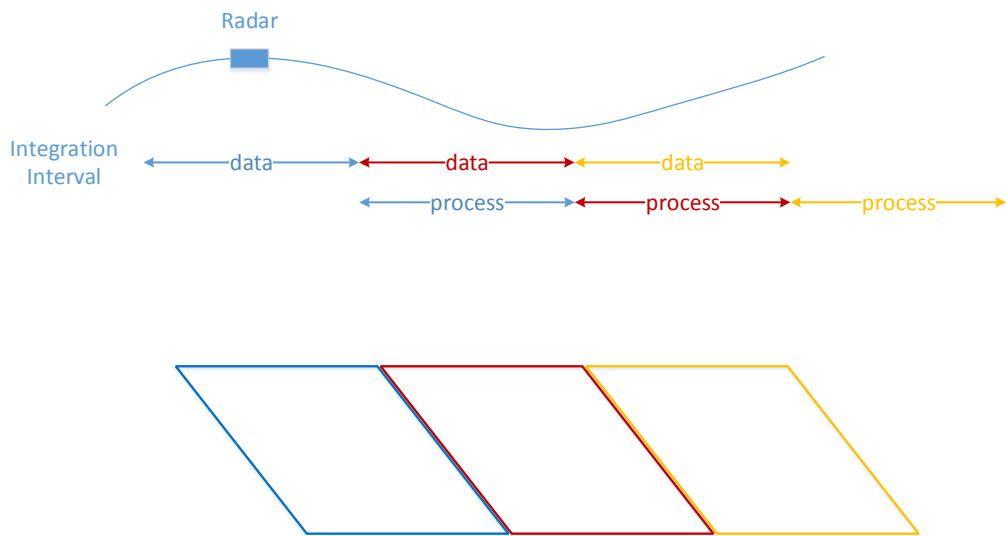 Radar
Integration
Interval
data
data
data
process
process
process